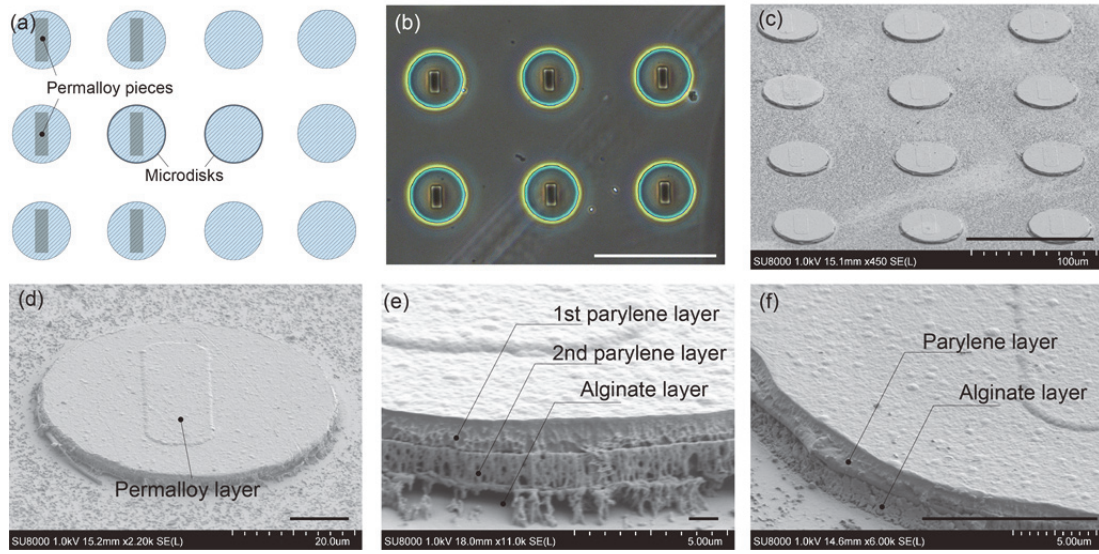 (a)
Permalloy pieces
Microdisks
(b)
(c)
SU8000 1.0kV 15.1mm x450 SE(L)
100um
(d)
Permalloy layer
SU8000 1.0kV 15.2mm x2.20k SE(L)
20.0um
(e)
1st parylene layer
2nd parylene layer
Alginate layer
SU8000 1.0kV 18.0mm x11.0k SE(L)
5.00um
(f)
Parylene layer
Alginate layer
SU8000 1.0kV 14.6mm x6.00k SE(L)
5.00um